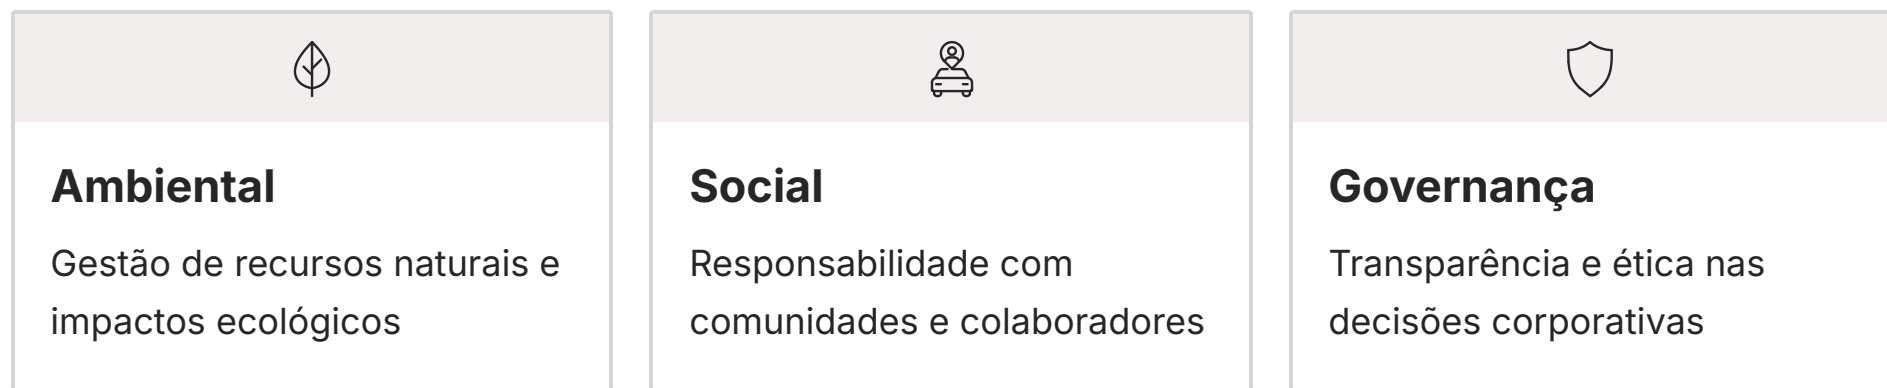 Ambiental
Gestão de recursos naturais e
impactos ecológicos
Social
Responsabilidade com
comunidades e colaboradores
Governança
Transparência e ética nas
decisões corporativas